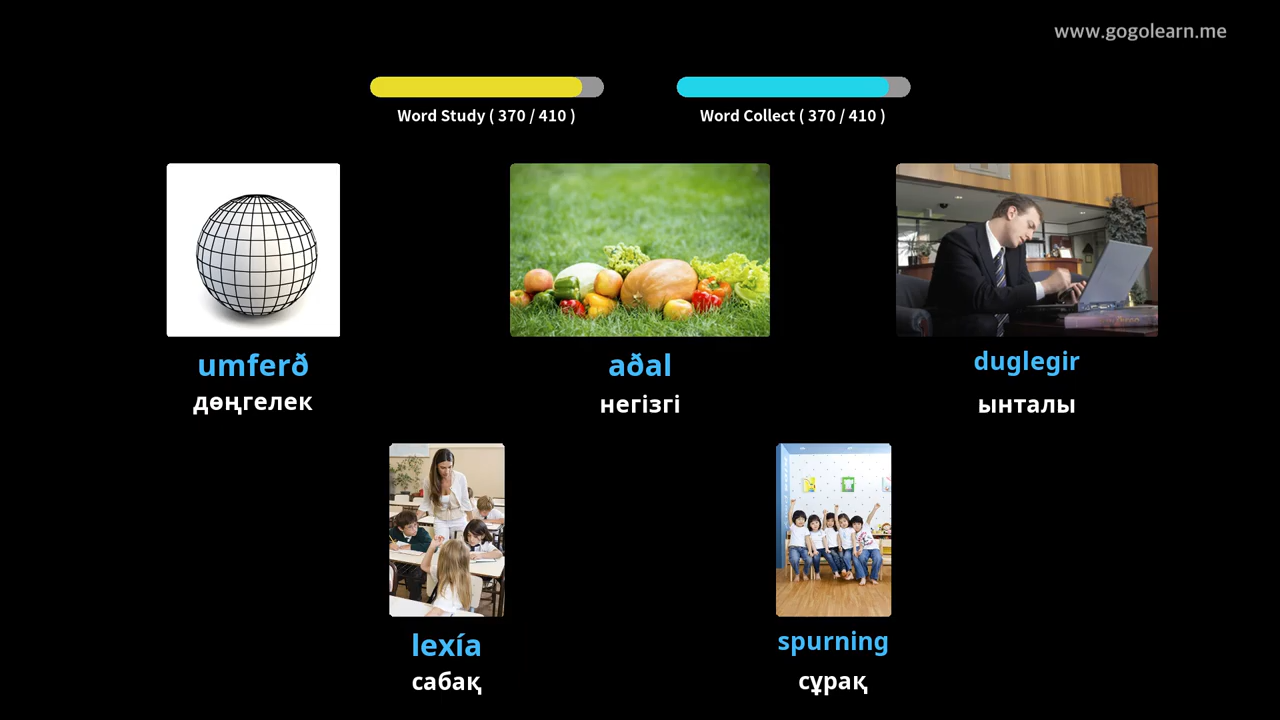 www.gogolearn.me
Word Study ( 370 / 410 )
Word Collect ( 370 / 410 )
umferð
дөңгелек
aðal
негізгі
duglegir
ынталы
lexía
сабақ
spurning
сұрақ